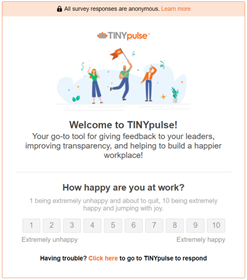 All survey responses are anonymous. Learn more
TINYpulse
Welcome to TINYpulse!
Your go-to tool for giving feedback to your leaders,
improving transparency, and helping to build a happier
workplace!
How happy are you at work?
1 being extremely unhappy and about to quit, 10 being extremely
happy and jumping with joy.
1 2 3 4 5 6 7 8 9 10
Extremely unhappy Extremely happy
Having trouble? Click here to go to TINYpulse to respond